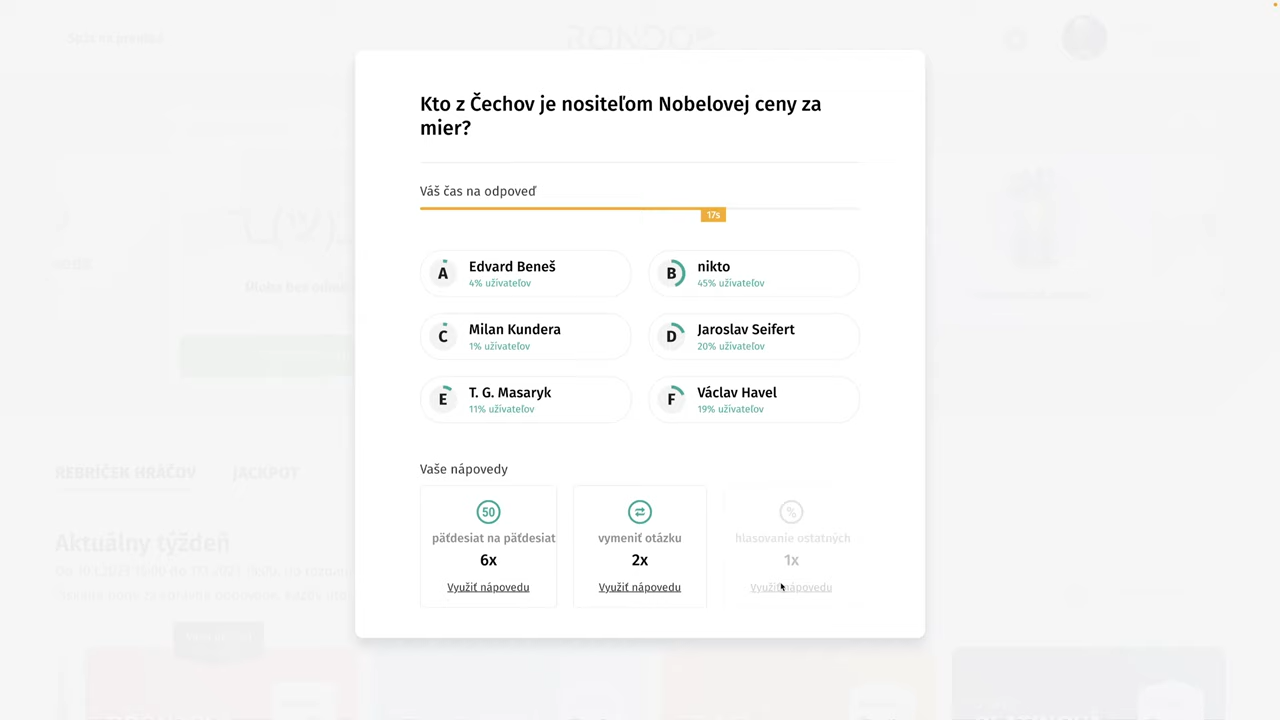 RONDO
Kto z Čechov je nositeľom Nobelovej ceny za
mier?
Váš čas na odpoveď
17s
A Edvard Beneš
4% užívateľov
B nikto
45% užívateľov
C Milan Kundera
1% užívateľov
D Jaroslav Seifert
20% užívateľov
E T. G. Masaryk
11% užívateľov
F Václav Havel
19% užívateľov
Vaše nápovedy
50
päťdesiat na päťdesiat
6x
Využiť nápovedu
vymeniť otázku
2x
Využiť nápovedu
%
hlasovanie ostatných
1x
Využiť nápovedu
REBRÍČEK HRÁČOV
JACKPOT
Aktuálny týždeň